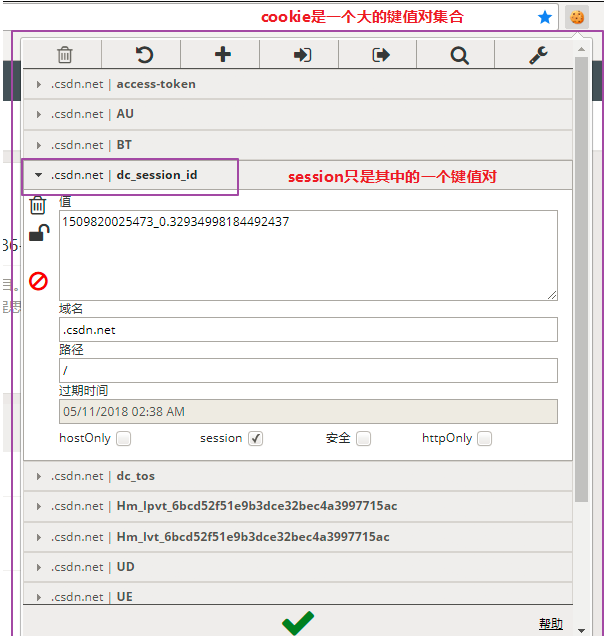 cookie是一个大的键值对集合
.csdn.net | access-token
.csdn.net | AU
.csdn.net | BT
.csdn.net | dc_session_id
session只是其中的一个键值对
值
1509820025473_0.32934998184492437
36-
目。
程思
域名
.csdn.net
路径
/
过期时间
05/11/2018 02:38 AM
hostOnly session 安全 httpOnly
.csdn.net | dc_tos
.csdn.net | Hm_lpvt_6bcd52f51e9b3dce32bec4a3997715ac
.csdn.net | Hm_lvt_6bcd52f51e9b3dce32bec4a3997715ac
.csdn.net | UD
.csdn.net | UE
帮助